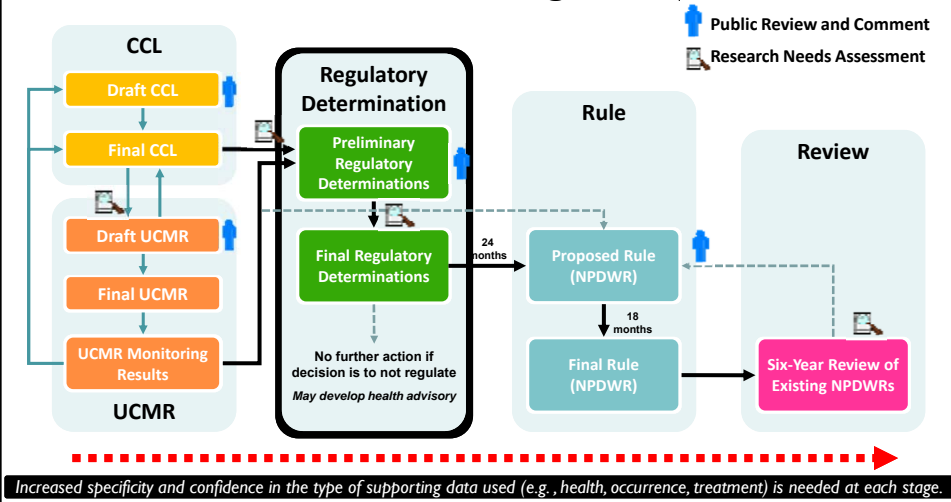 Public Review and Comment
Research Needs Assessment
CCL
Draft CCL
Final CCL
Draft UCMR
Final UCMR
UCMR Monitoring
Results
UCMR
Regulatory
Determination
Preliminary
Regulatory
Determinations
Final Regulatory
Determinations
No further action if
decision is to not regulate
May develop health advisory
24
months
Rule
Proposed Rule
(NPDWR)
18
months
Final Rule
(NPDWR)
Review
Six-Year Review of
Existing NPDWRs
Increased specificity and confidence in the type of supporting data used (e.g., health, occurrence, treatment) is needed at each stage.